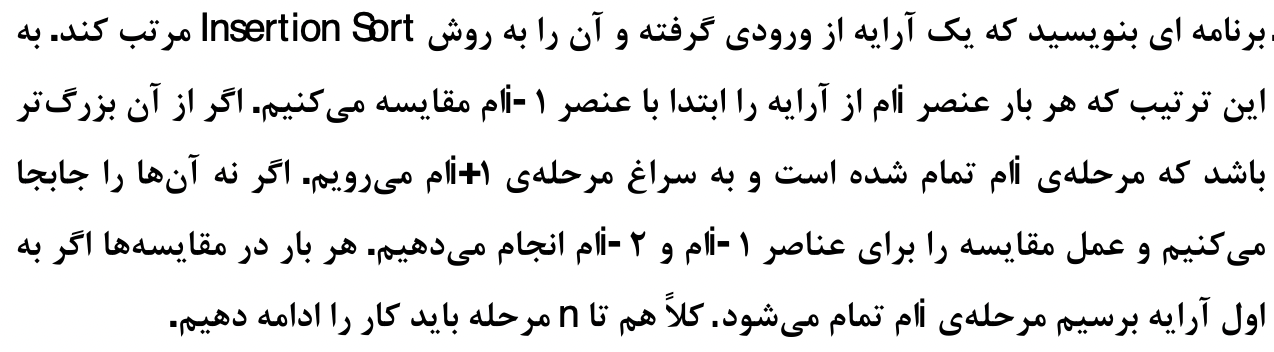 .برنامه ای بنویسید که یک آرایه از ورودی گرفته و آن را به روش Insertion Sort مرتب کند. به
این ترتیب که هر بار عنصر iام از آرایه را ابتدا با عنصر i-۱ام مقایسه می‌کنیم. اگر از آن بزرگ‌تر
باشد که مرحله‌ی iام تمام شده است و به سراغ مرحله‌ی i+۱ام می‌رویم. اگر نه آن‌ها را جابجا
می‌کنیم و عمل مقایسه را برای عناصر i-۱ام و i-۲ام انجام می‌دهیم. هر بار در مقایسه‌ها اگر به
اول آرایه برسیم مرحله‌ی iام تمام می‌شود. کلاً هم تا n مرحله باید کار را ادامه دهیم.